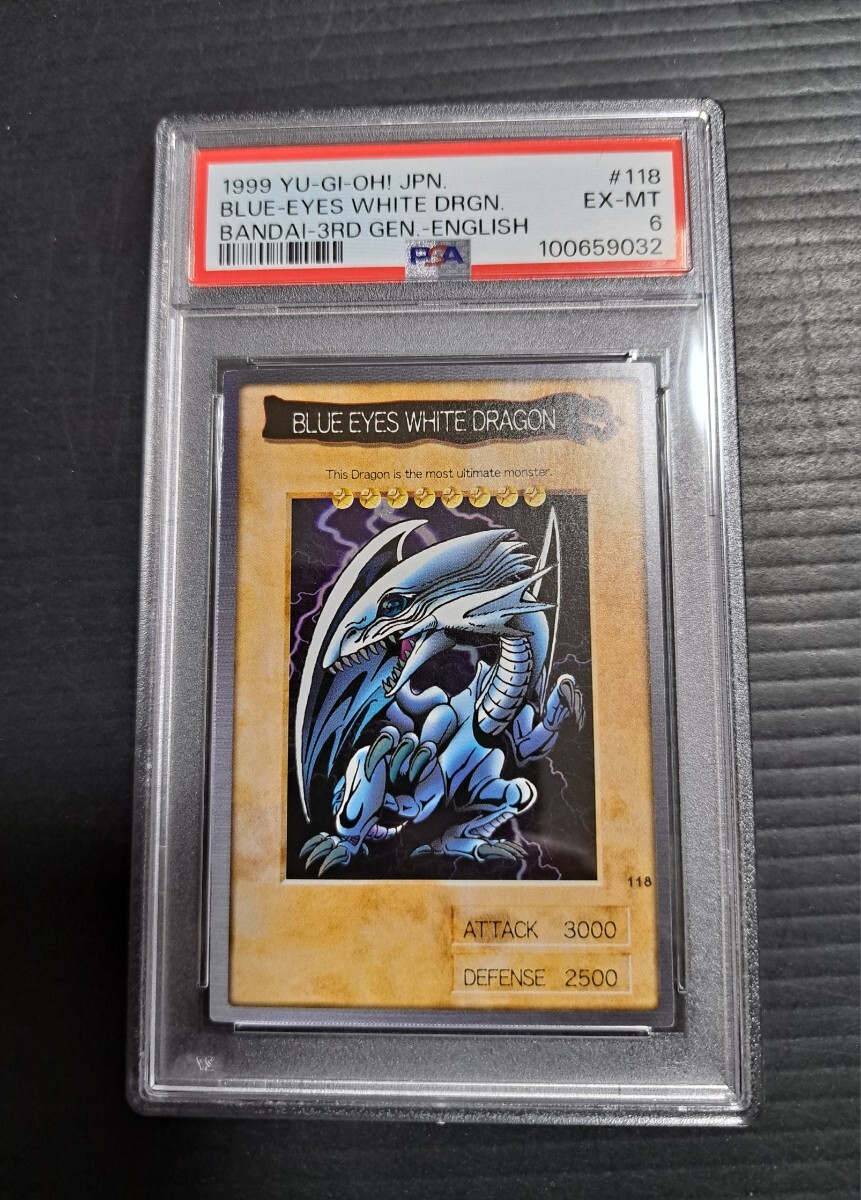 1999 YU-GI-OH! JPN. #118
BLUE-EYES WHITE DRGN. EX-MT
BANDAI-3RD GEN.-ENGLISH 6
PSA 100659032
BLUE EYES WHITE DRAGON
This Dragon is the most ultimate monster.
118
ATTACK 3000
DEFENSE 2500